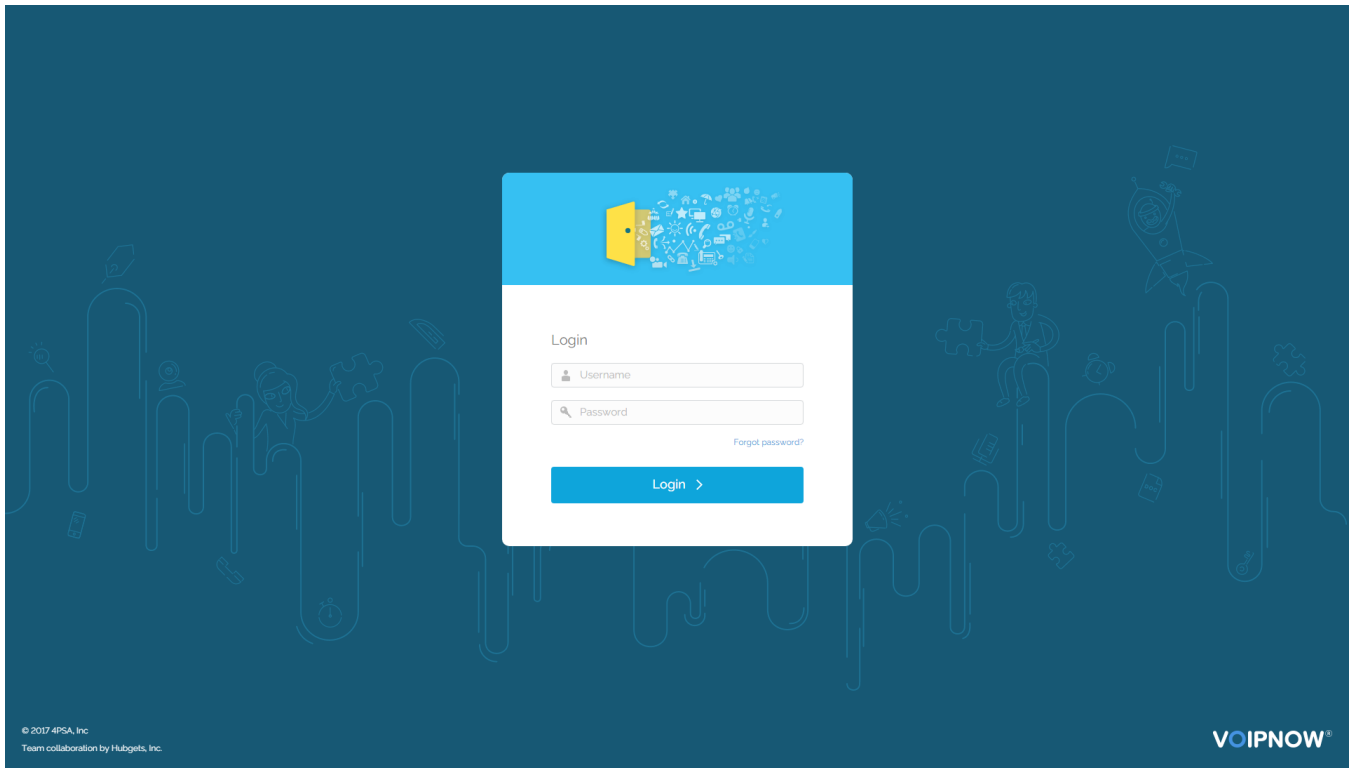 Login
Username
Password
Forgot password?
Login
© 2017 4PSA, Inc
Team collaboration by Hubgets, Inc.
VOIPNOW®